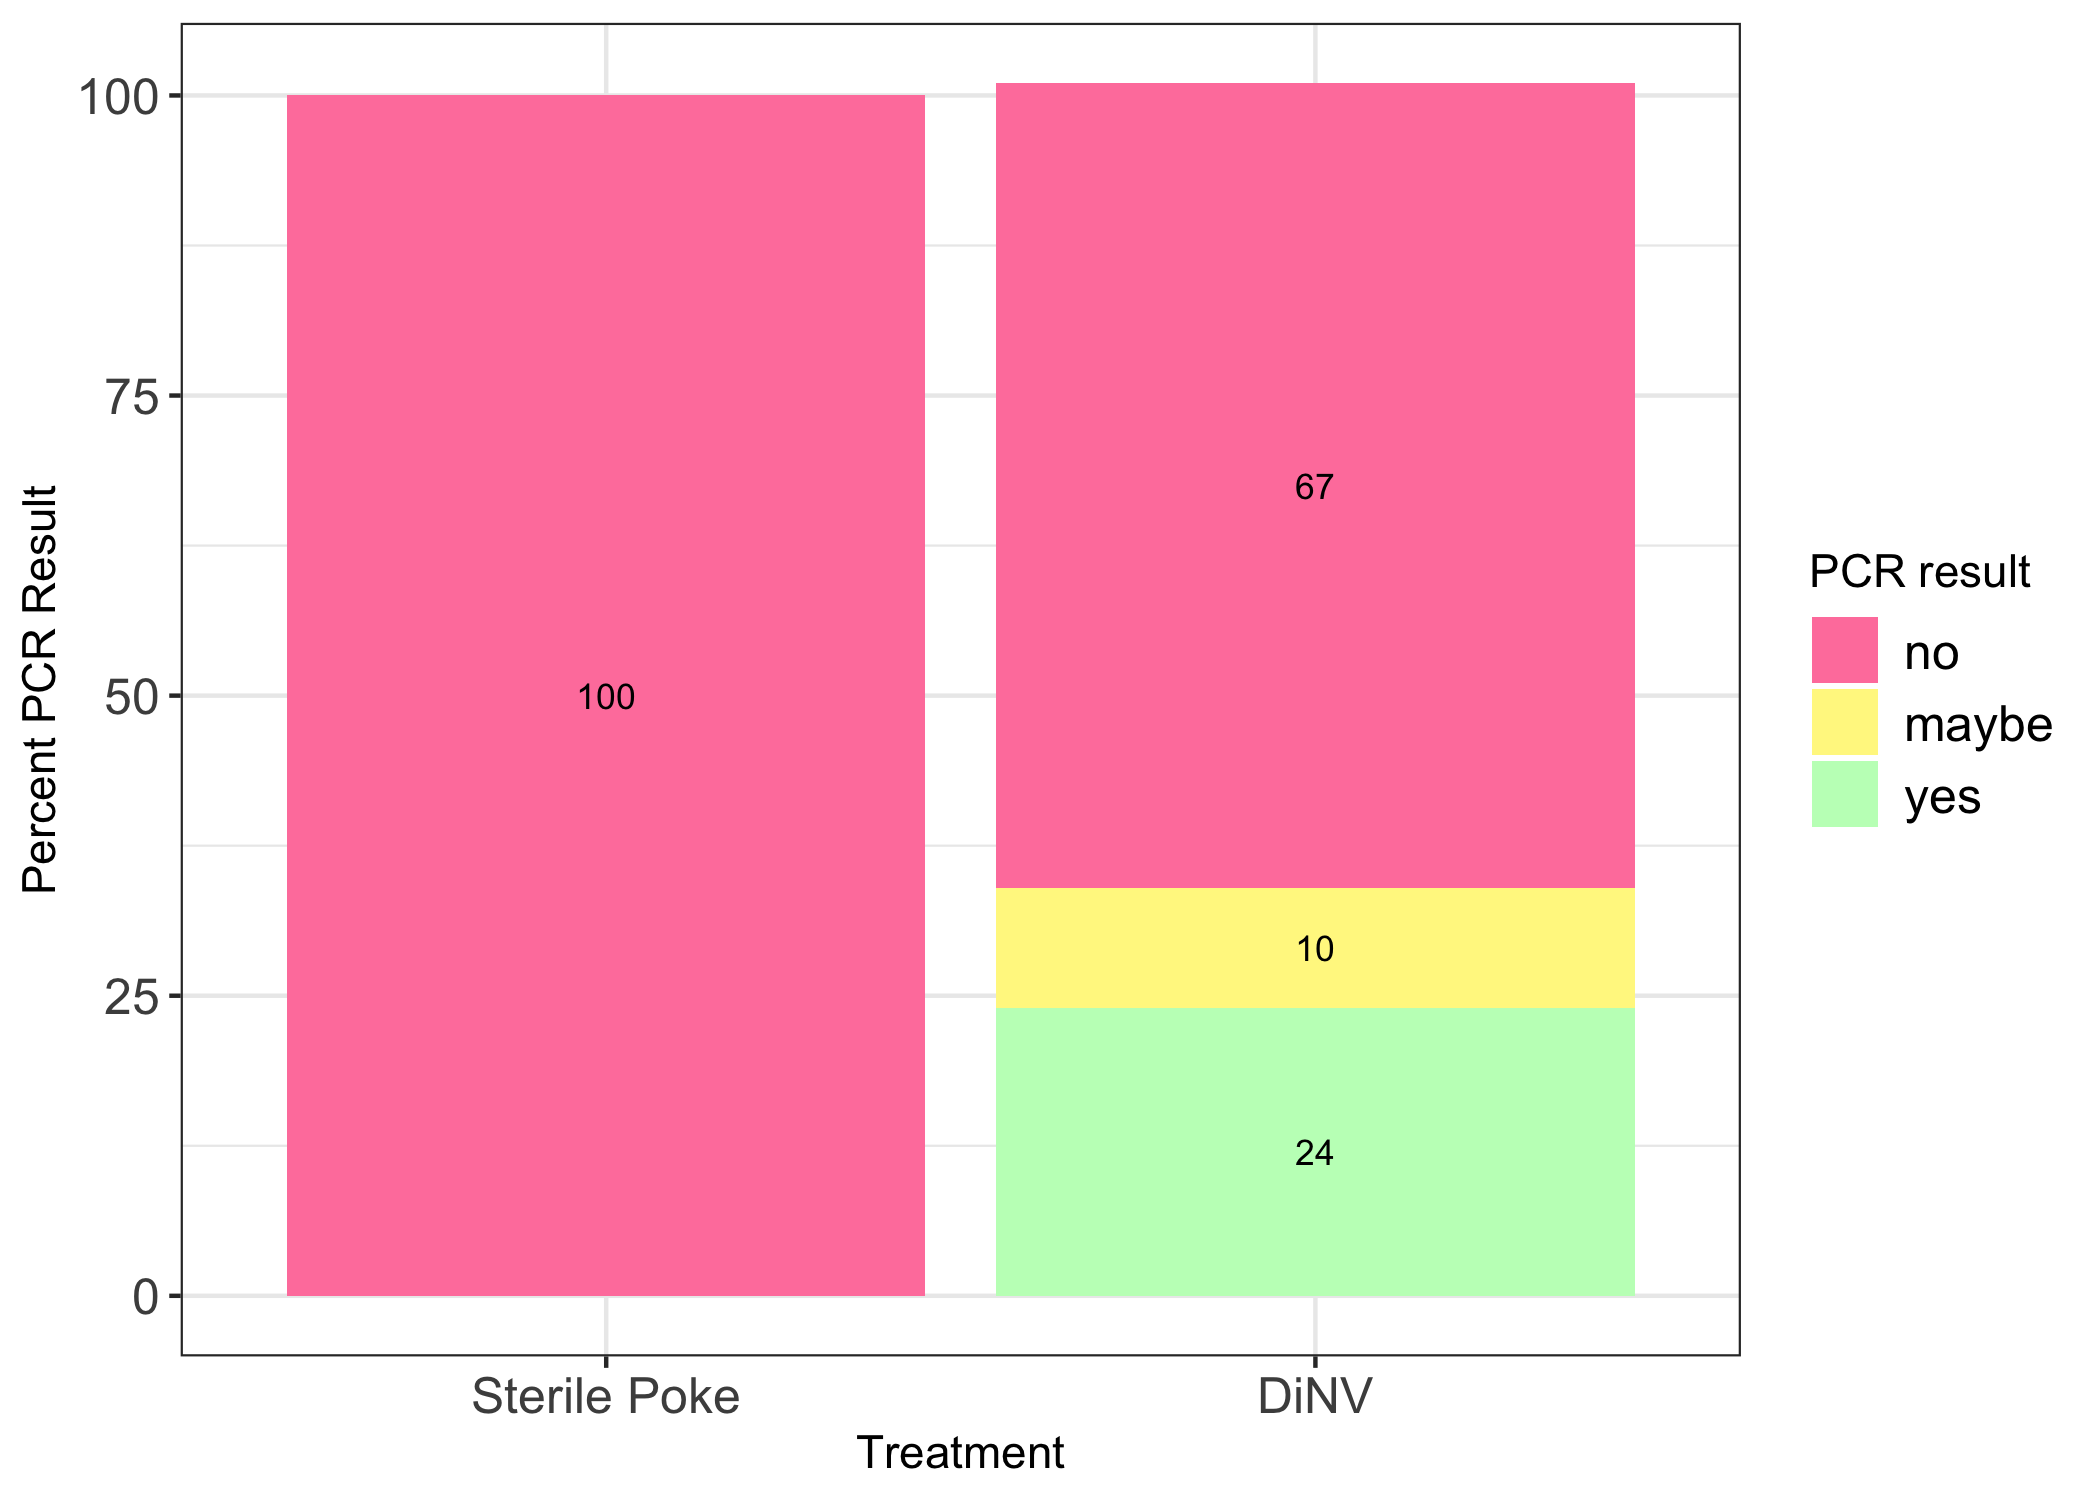 Percent PCR Result
100
75
50
25
0
100
67
10
24
Sterile Poke
DiNV
Treatment
PCR result
no
maybe
yes